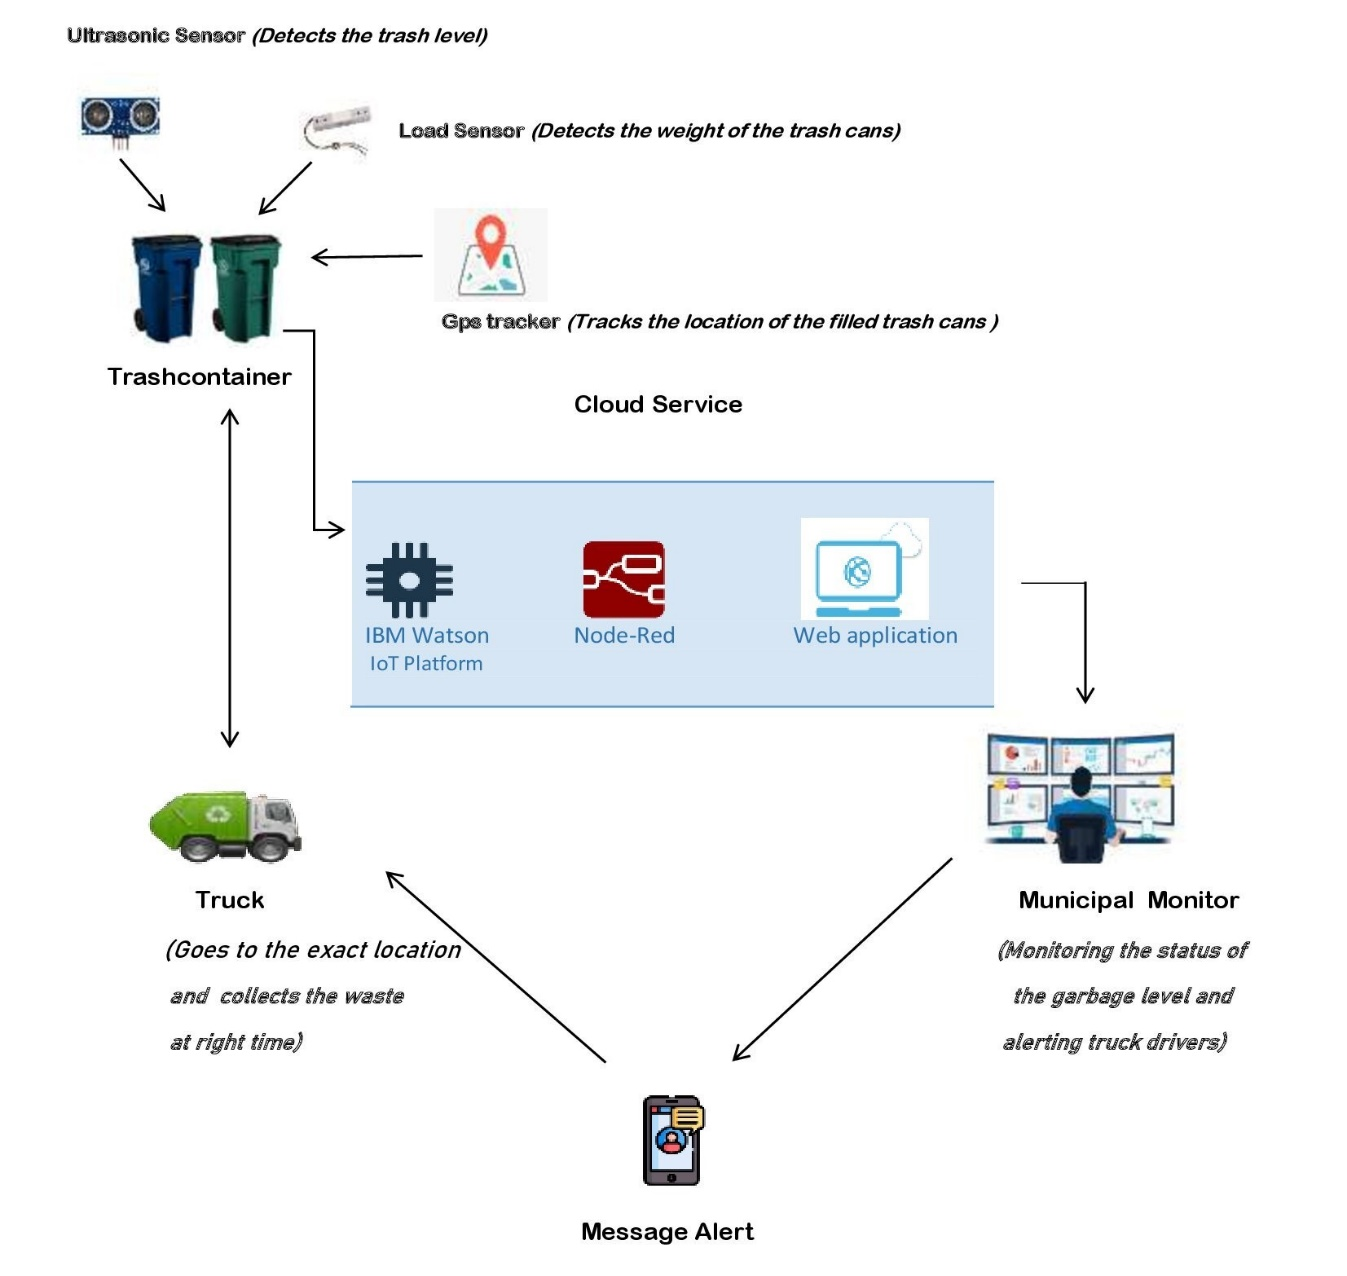 Ultrasonic Sensor (Detects the trash level)
Load Sensor (Detects the weight of the trash cans)
Gps tracker (Tracks the location of the filled trash cans )
Trashcontainer
Cloud Service
IBM Watson
IoT Platform
Node-Red
Web application
Truck
(Goes to the exact location
and collects the waste
at right time)
Municipal Monitor
(Monitoring the status of
the garbage level and
alerting truck drivers)
Message Alert